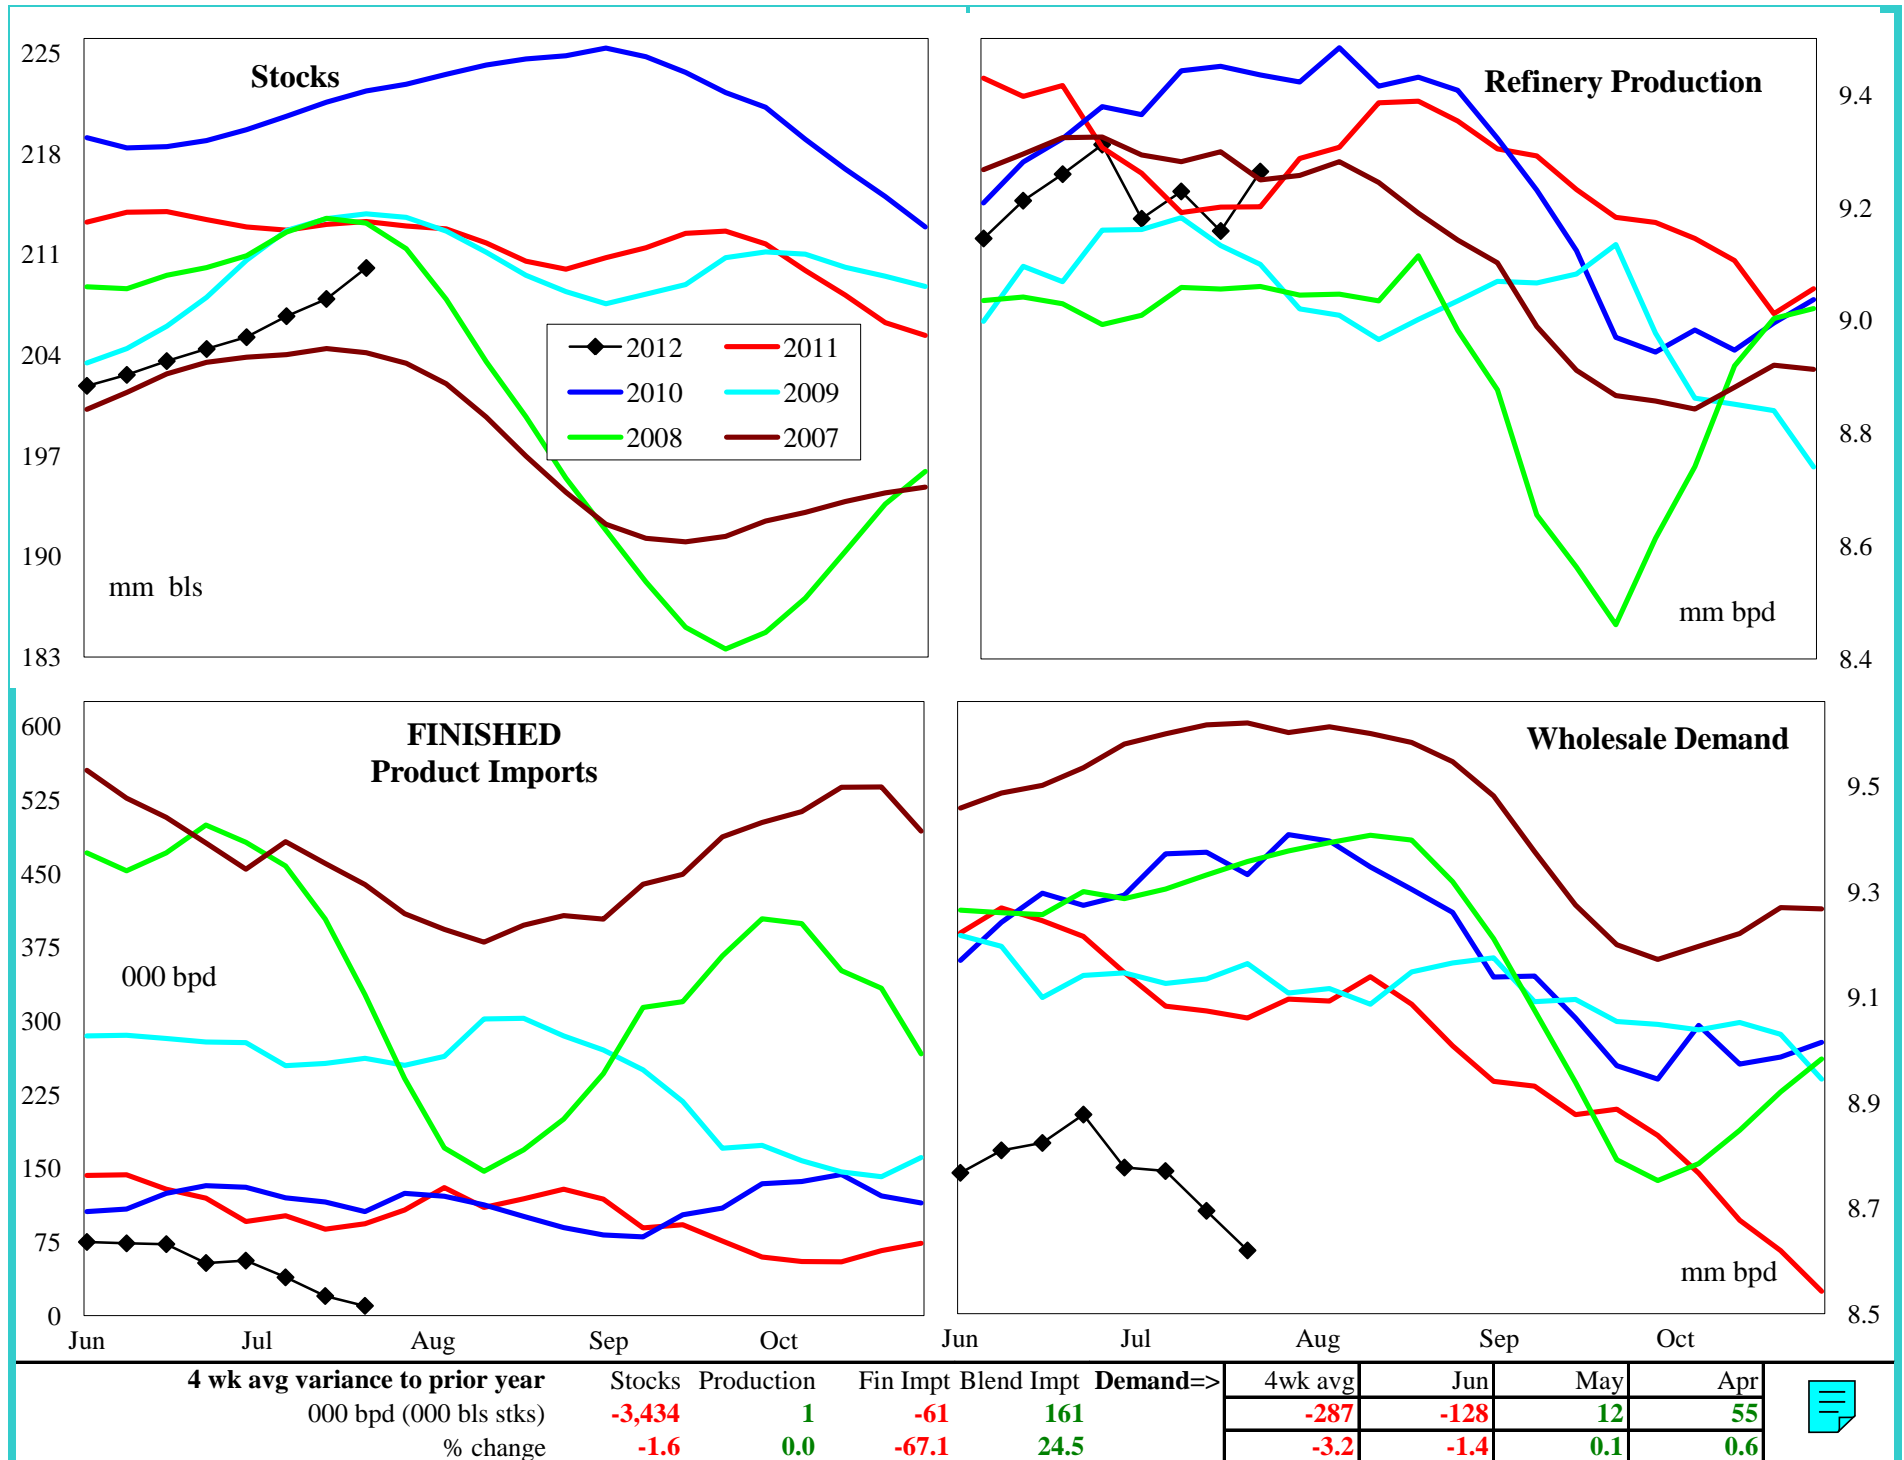 Stocks
225
218
211
204
197
190
183
mm bls
2012
2011
2010
2009
2008
2007
Refinery Production
9.4
9.2
9.0
8.8
8.6
8.4
mm bpd
FINISHED
Product Imports
600
525
450
375
300
225
150
75
0
000 bpd
Jun Jul Aug Sep Oct
Wholesale Demand
9.5
9.3
9.1
8.9
8.7
8.5
mm bpd
Jun Jul Aug Sep Oct
4 wk avg variance to prior year Stocks Production Fin Impt Blend Impt Demand=> 4wk avg Jun May Apr
000 bpd (000 bls stks) -3,434 1 -61 161 -287 -128 12 55
% change -1.6 0.0 -67.1 24.5 -3.2 -1.4 0.1 0.6